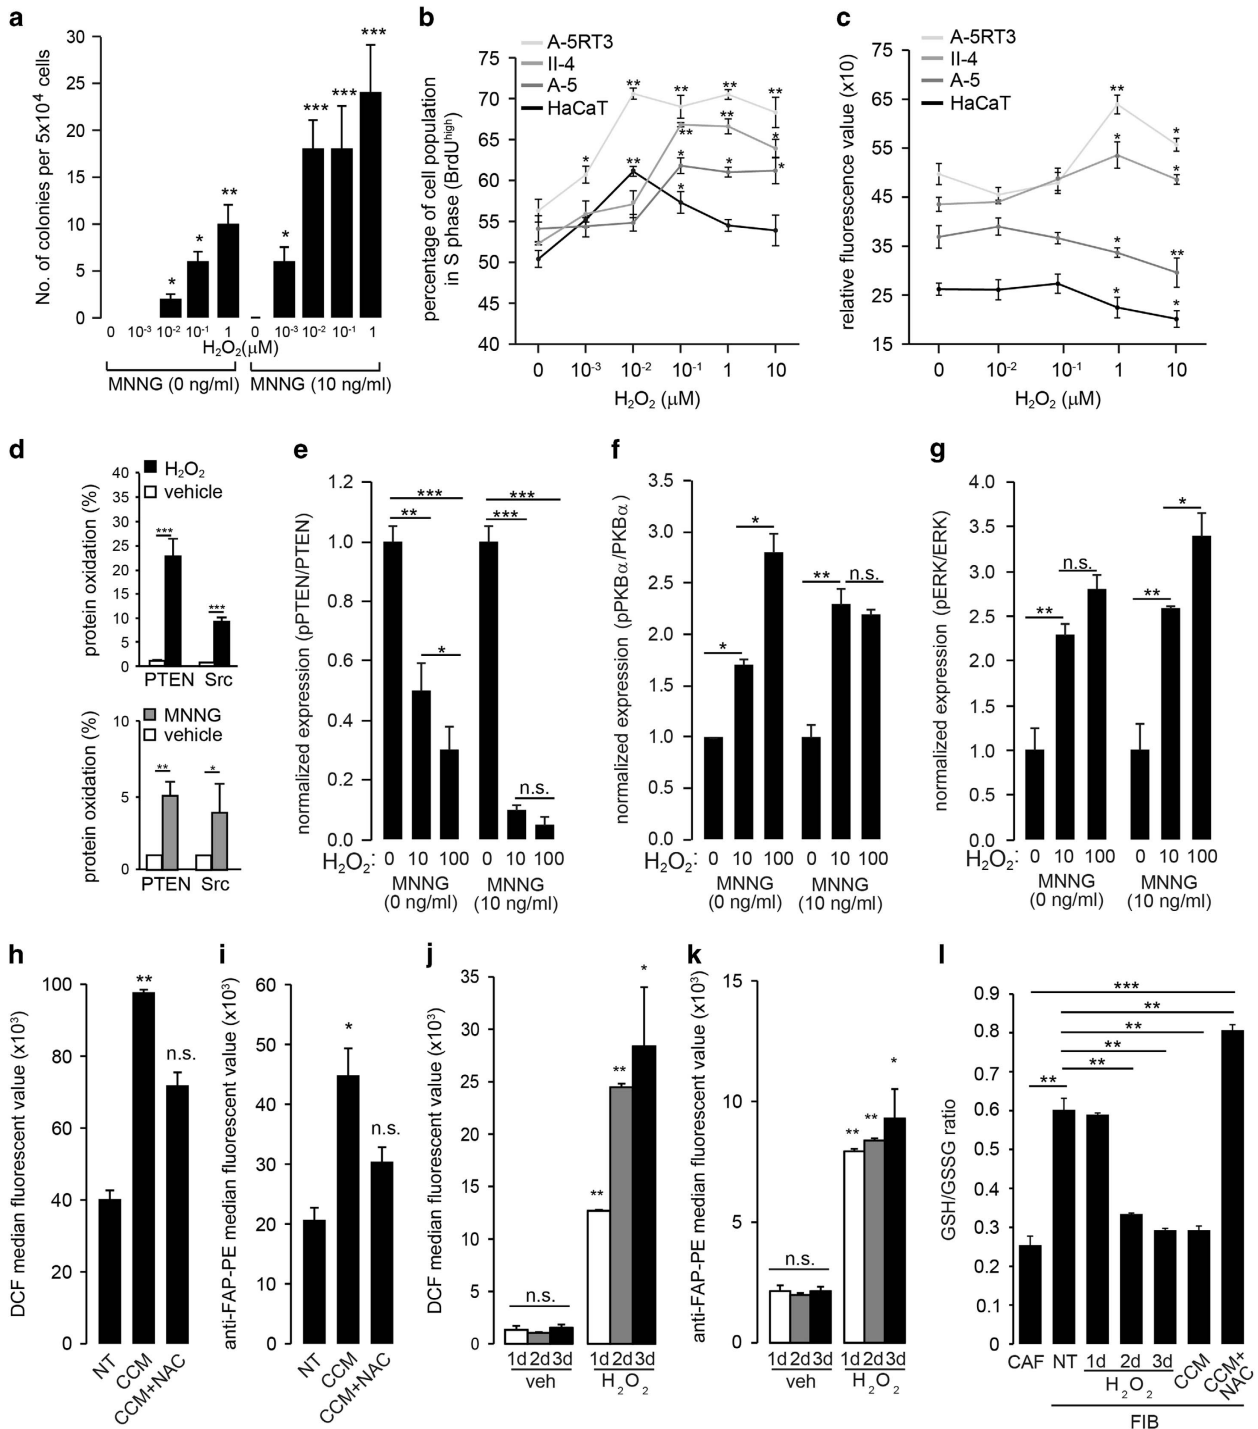 a
No. of colonies per 5x10⁴ cells
30
25
20
15
10
5
0
* * ** * *** *** ***
0 10⁻³ 10⁻² 10⁻¹ 1 0 10⁻³ 10⁻² 10⁻¹ 1
H₂O₂(µM)
MNNG (0 ng/ml) MNNG (10 ng/ml)
b
percentage of cell population
in S phase (BrdUʰⁱᵍʰ)
A-5RT3
II-4
A-5
HaCaT
75
70
65
60
55
50
45
40
** ** ** **
** ** *
* ** * * *
*
0 10⁻³ 10⁻² 10⁻¹ 1 10
H₂O₂ (µM)
c
relative fluorescence value (x10)
A-5RT3
II-4
A-5
HaCaT
75
65
55
45
35
25
15
** *
* *
* **
* *
0 10⁻² 10⁻¹ 1 10
H₂O₂ (µM)
d
protein oxidation (%)
H₂O₂
vehicle
40
35
30
25
20
15
10
5
0
*** ***
PTEN Src
protein oxidation (%)
MNNG
vehicle
10
5
0
** *
PTEN Src
e
normalized expression (pPTEN/PTEN)
1.2
1.0
0.8
0.6
0.4
0.2
0.0
*** ***
** ***
*
n.s.
H₂O₂: 0 10 100 0 10 100
MNNG MNNG
(0 ng/ml) (10 ng/ml)
f
normalized expression (pPKBα/PKBα)
3.5
3.0
2.5
2.0
1.5
1.0
0.5
0.0
* * ** n.s.
H₂O₂: 0 10 100 0 10 100
MNNG MNNG
(0 ng/ml) (10 ng/ml)
g
normalized expression (pERK/ERK)
4.0
3.5
3.0
2.5
2.0
1.5
1.0
0.5
0.0
** n.s. ** *
H₂O₂: 0 10 100 0 10 100
MNNG MNNG
(0 ng/ml) (10 ng/ml)
h
DCF median fluorescent value (x10³)
100
80
60
40
20
0
** n.s.
NT CCM CCM+NAC
i
anti-FAP-PE median fluorescent value (x10³)
60
50
40
30
20
10
0
* n.s.
NT CCM CCM+NAC
j
DCF median fluorescent value (x10³)
35
30
25
20
15
10
5
0
n.s. ** ** *
1d 2d 3d 1d 2d 3d
veh H₂O₂
k
anti-FAP-PE median fluorescent value (x10³)
15
10
5
0
n.s. ** ** *
1d 2d 3d 1d 2d 3d
veh H₂O₂
l
GSH/GSSG ratio
0.9
0.8
0.7
0.6
0.5
0.4
0.3
0.2
0.1
0
***
**
**
**
**
**
CAF NT 1d 2d 3d CCM CCM+
NAC
H₂O₂
FIB